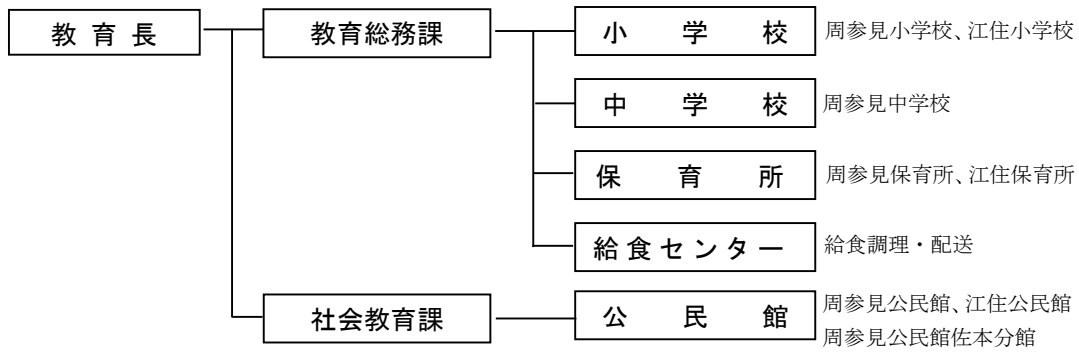 教育長
教育総務課
小学校
周参見小学校、江住小学校
中学校
周参見中学校
保育所
周参見保育所、江住保育所
給食センター
給食調理・配送
社会教育課
公民館
周参見公民館、江住公民館
周参見公民館佐本分館